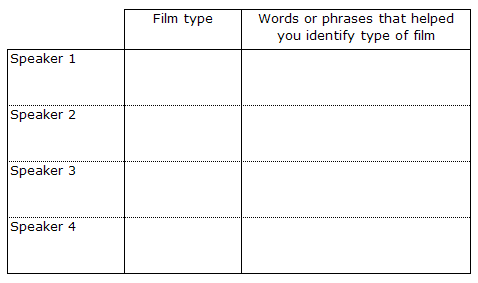 Film type
Words or phrases that helped
you identify type of film
Speaker 1
Speaker 2
Speaker 3
Speaker 4